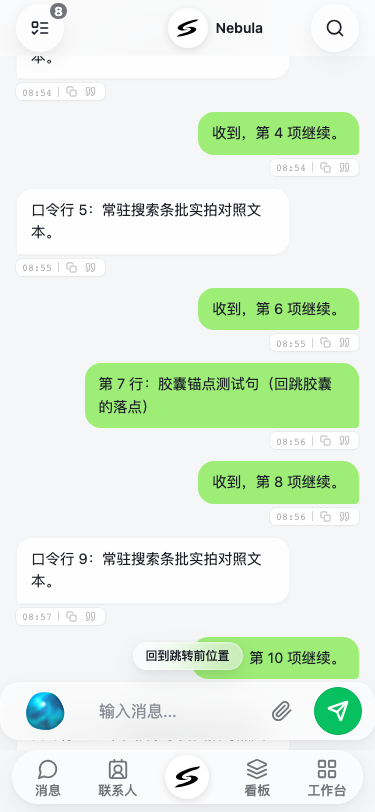 8
Nebula
本。
08:54
收到，第 4 项继续。
08:54
口令行 5：常驻搜索条批实拍对照文
本。
08:55
收到，第 6 项继续。
08:55
第 7 行：胶囊锚点测试句（回跳胶囊
的落点）
08:56
收到，第 8 项继续。
08:56
口令行 9：常驻搜索条批实拍对照文
本。
08:57
回到跳转前位置
第 10 项继续。
输入消息...
消息
联系人
看板
工作台